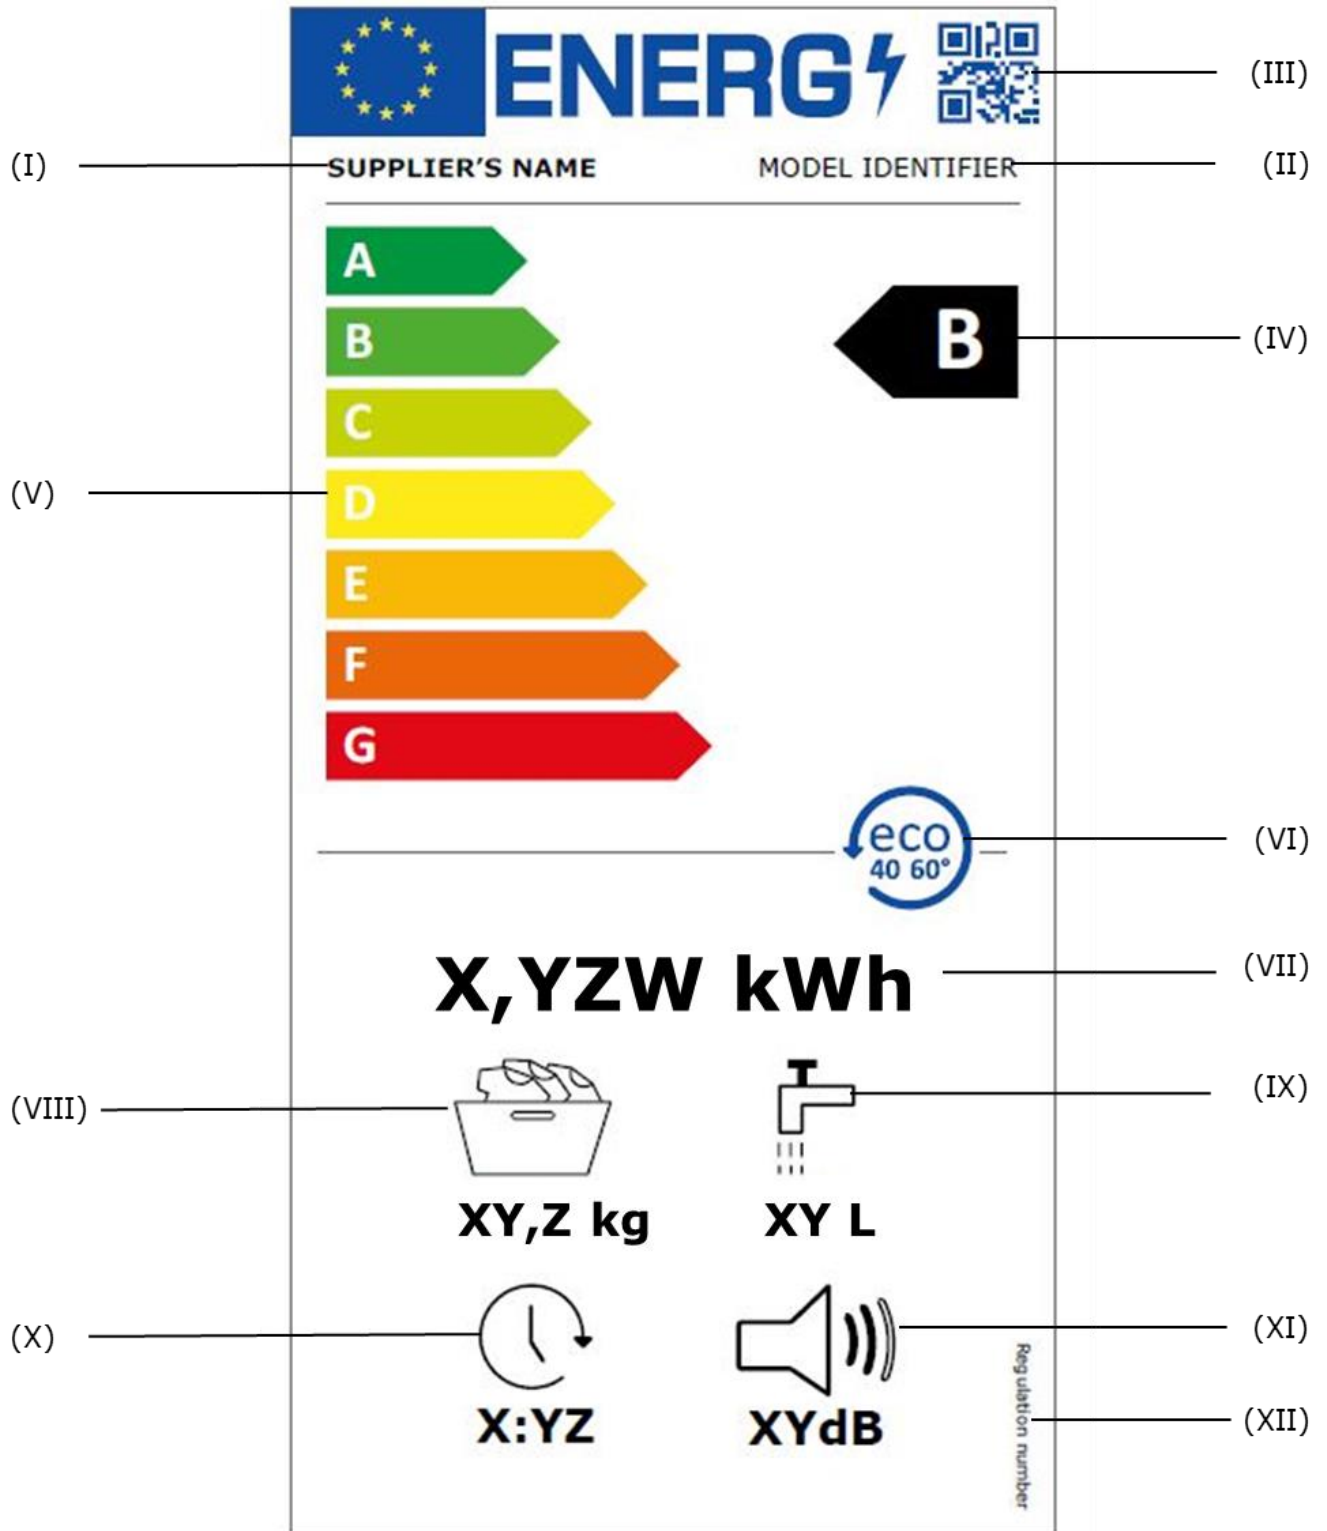 ENERG
(III)
(I)
SUPPLIER'S NAME
MODEL IDENTIFIER
(II)
A
B
B
(IV)
C
(V)
D
E
F
G
eco
40 60°
(VI)
X,YZW kWh
(VII)
(VIII)
(IX)
XY,Z kg
XY L
(X)
(XI)
X:YZ
XYdB
Regulation number
(XII)